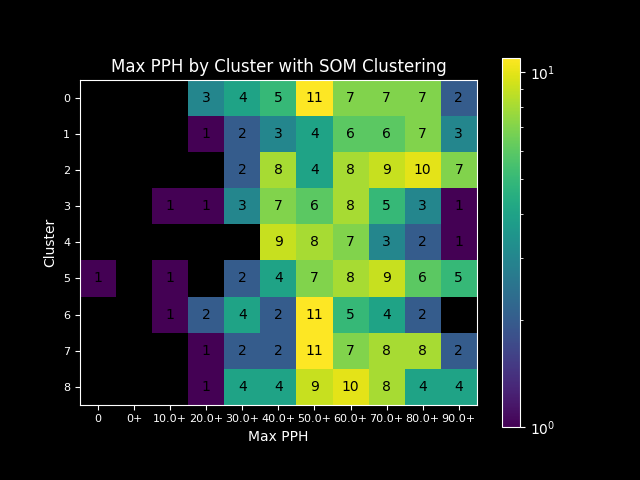 Max PPH by Cluster with SOM Clustering
0 3 4 5 11 7 7 7 2
1 1 2 3 4 6 6 7 3
2 2 8 4 8 9 10 7
3 1 1 3 7 6 8 5 3 1
4 9 8 7 3 2 1
5 1 1 2 4 7 8 9 6 5
6 1 2 4 2 11 5 4 2
7 1 2 2 11 7 8 8 2
8 1 4 4 9 10 8 4 4
0 0+ 10.0+ 20.0+ 30.0+ 40.0+ 50.0+ 60.0+ 70.0+ 80.0+ 90.0+
Max PPH
Cluster
10¹
10⁰